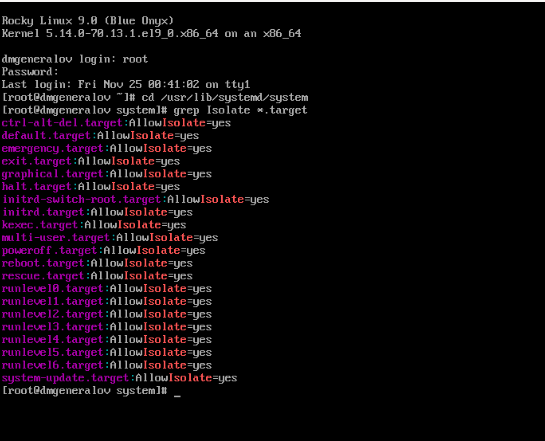 Rocky Linux 9.0 (Blue Onyx)
Kernel 5.14.0-70.13.1.el9_0.x86_64 on an x86_64
dmgeneralov login: root
Password:
Last login: Fri Nov 25 00:41:02 on tty1
[root@dmgeneralov ~]# cd /usr/lib/systemd/system
[root@dmgeneralov system]# grep Isolate *.target
ctrl-alt-del.target:AllowIsolate=yes
default.target:AllowIsolate=yes
emergency.target:AllowIsolate=yes
exit.target:AllowIsolate=yes
graphical.target:AllowIsolate=yes
halt.target:AllowIsolate=yes
initrd-switch-root.target:AllowIsolate=yes
initrd.target:AllowIsolate=yes
kexec.target:AllowIsolate=yes
multi-user.target:AllowIsolate=yes
poweroff.target:AllowIsolate=yes
reboot.target:AllowIsolate=yes
rescue.target:AllowIsolate=yes
runlevel0.target:AllowIsolate=yes
runlevel1.target:AllowIsolate=yes
runlevel2.target:AllowIsolate=yes
runlevel3.target:AllowIsolate=yes
runlevel4.target:AllowIsolate=yes
runlevel5.target:AllowIsolate=yes
runlevel6.target:AllowIsolate=yes
system-update.target:AllowIsolate=yes
[root@dmgeneralov system]# _